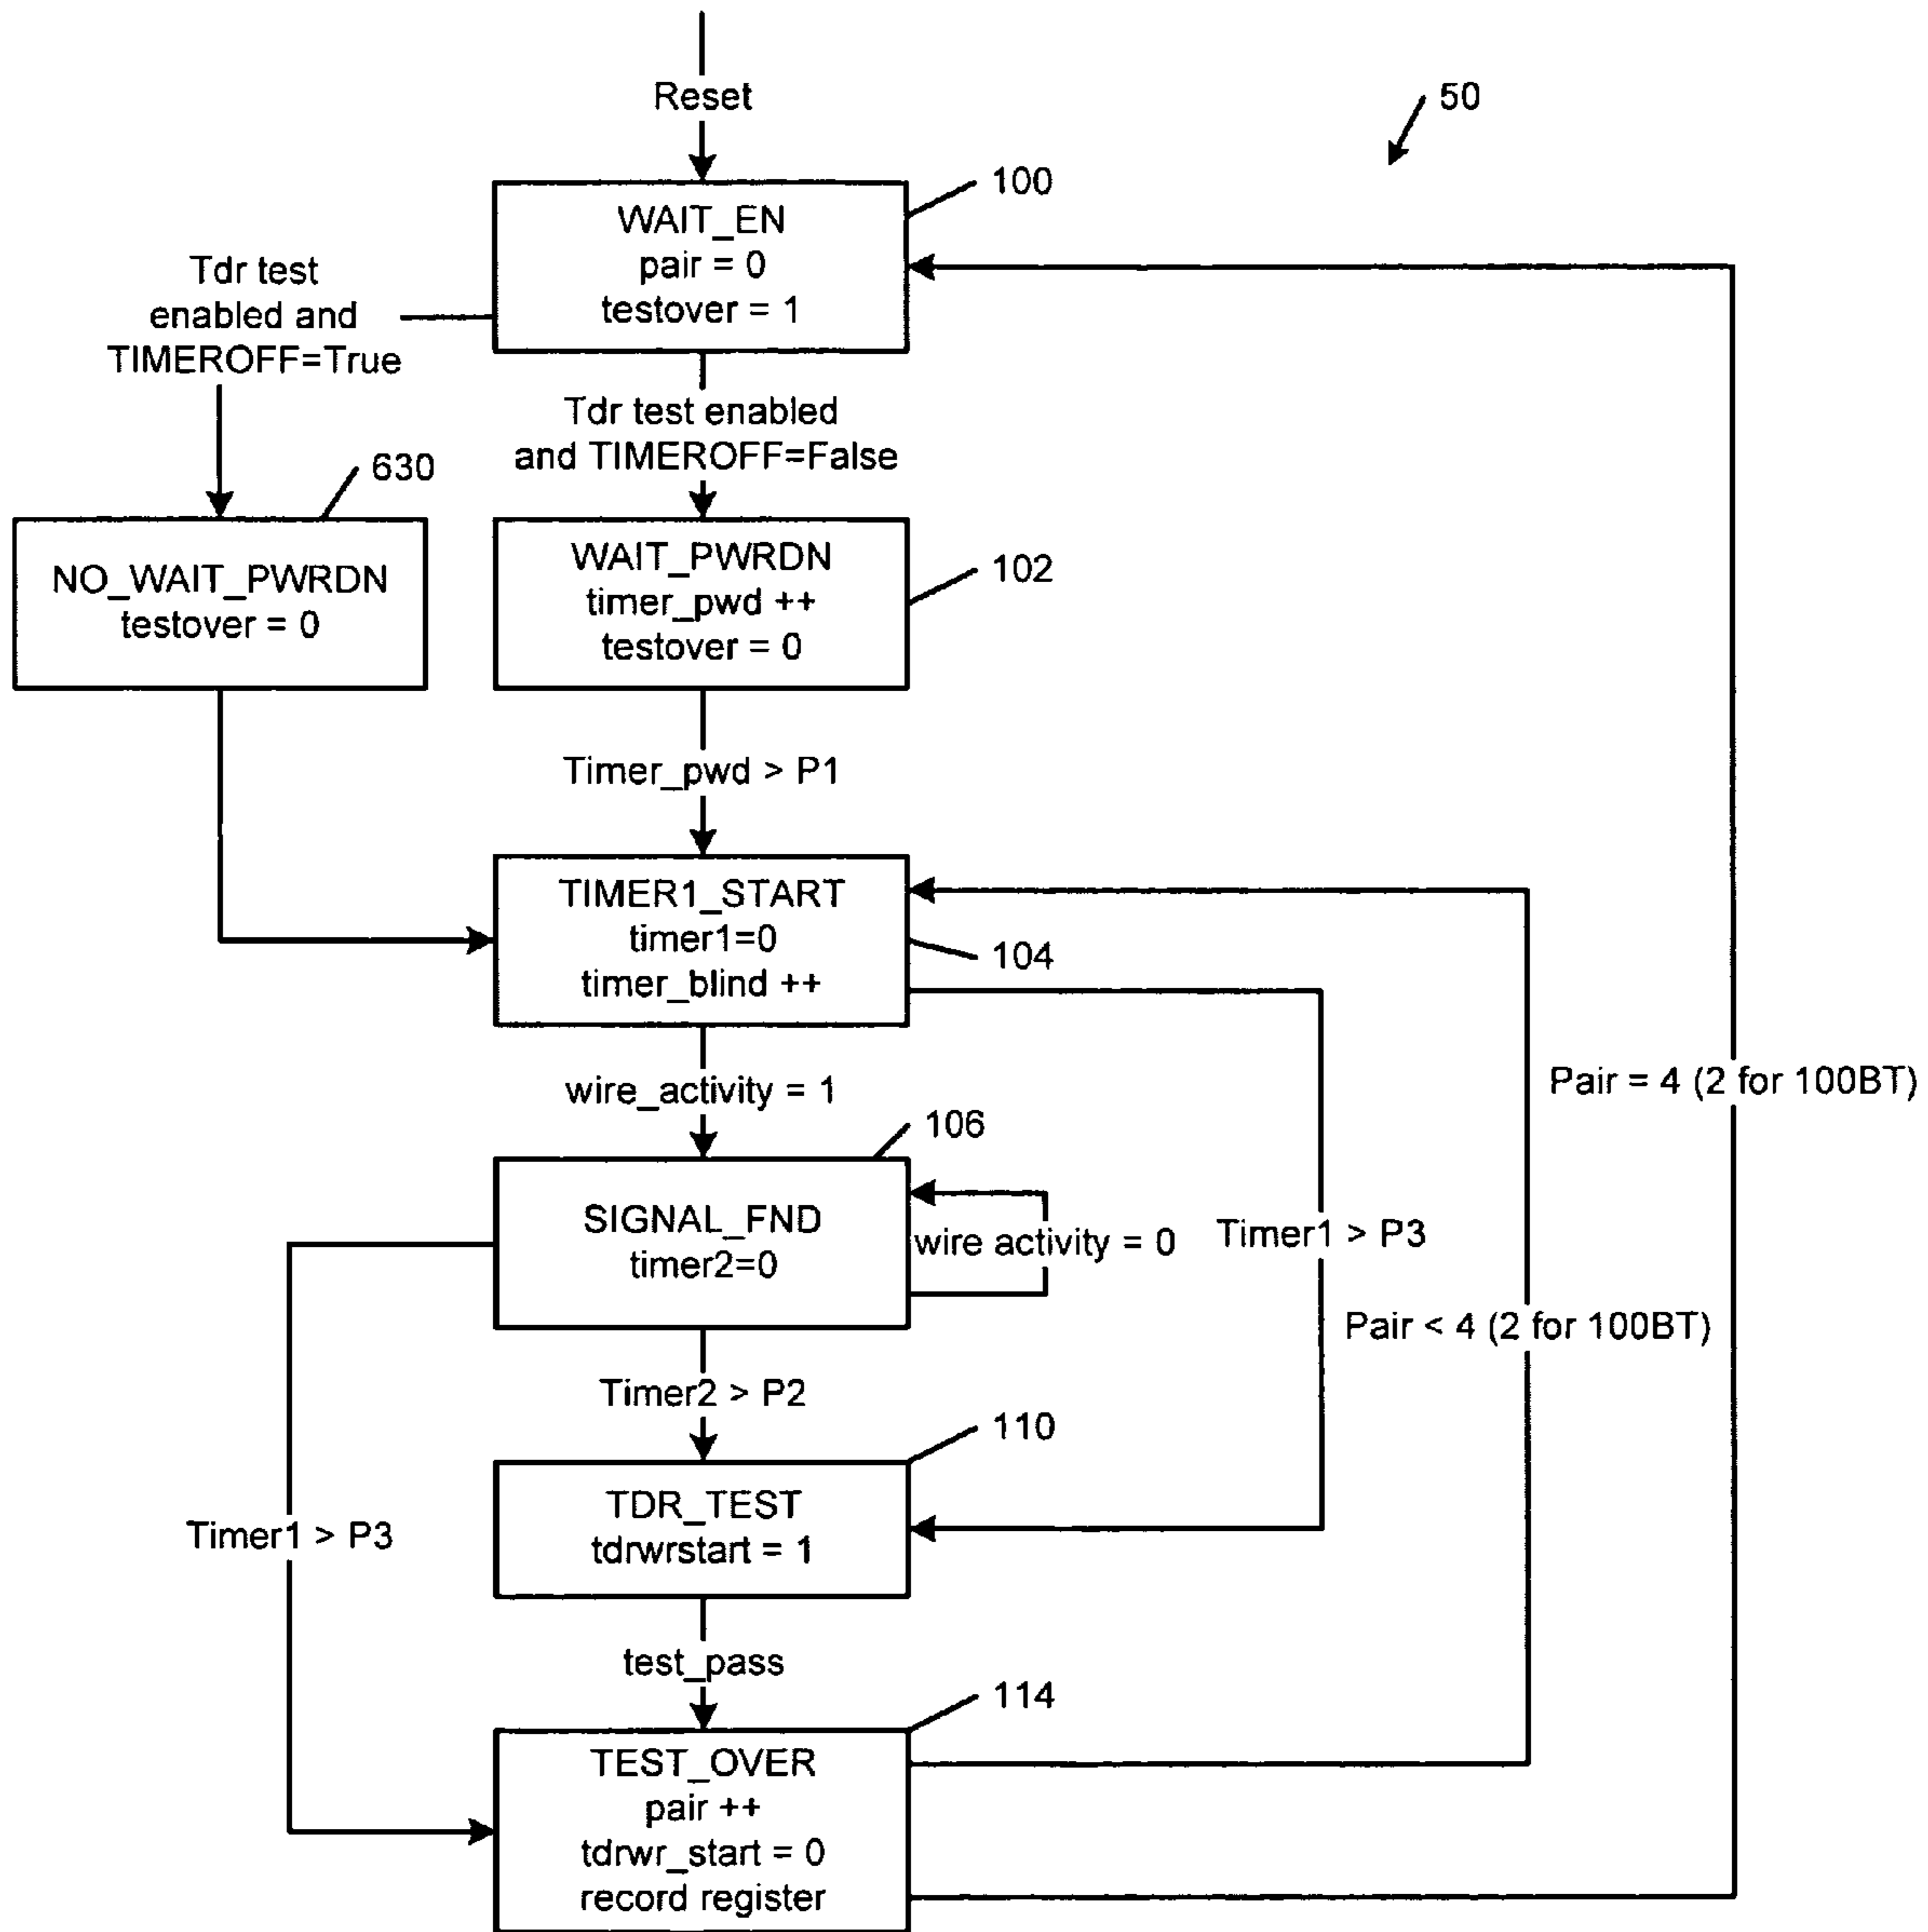 Reset
50
100
WAIT_EN
pair = 0
testover = 1
Tdr test
enabled and
TIMEROFF=True
Tdr test enabled
and TIMEROFF=False
630
NO_WAIT_PWRDN
testover = 0
102
WAIT_PWRDN
timer_pwd ++
testover = 0
Timer_pwd > P1
TIMER1_START
timer1=0
timer_blind ++
104
wire_activity = 1
Pair = 4 (2 for 100BT)
106
SIGNAL_FND
timer2=0
wire activity = 0
Timer1 > P3
Pair < 4 (2 for 100BT)
Timer2 > P2
110
TDR_TEST
tdrwrstart = 1
Timer1 > P3
test_pass
114
TEST_OVER
pair ++
tdrwr_start = 0
record register